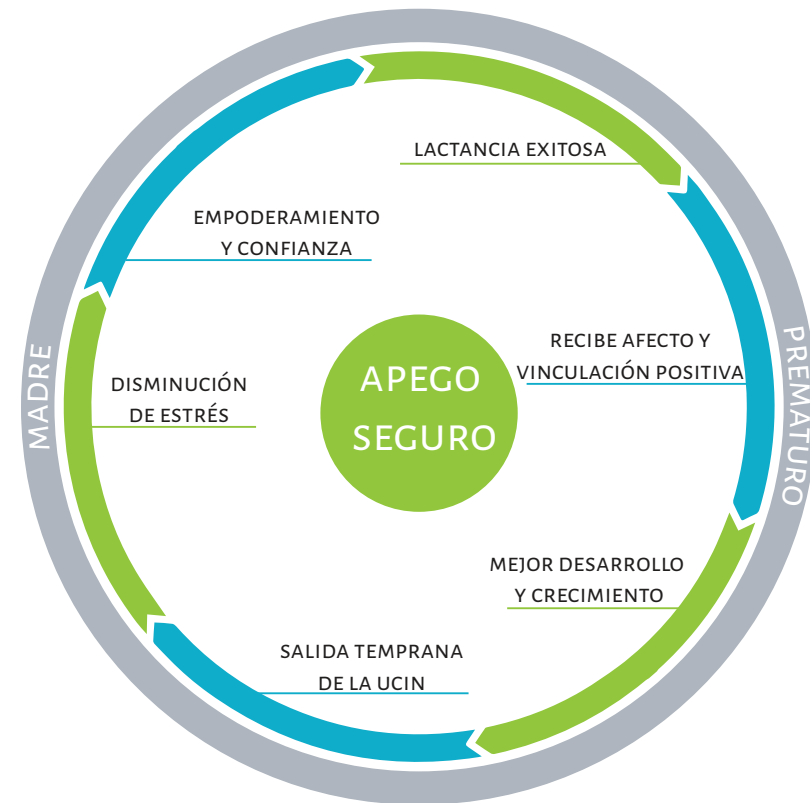 LACTANCIA EXITOSA
EMPODERAMIENTO
Y CONFIANZA
RECIBE AFECTO Y
VINCULACIÓN POSITIVA
APEGO
SEGURO
DISMINUCIÓN
DE ESTRÉS
MADRE
PREMATURO
MEJOR DESARROLLO
Y CRECIMIENTO
SALIDA TEMPRANA
DE LA UCIN